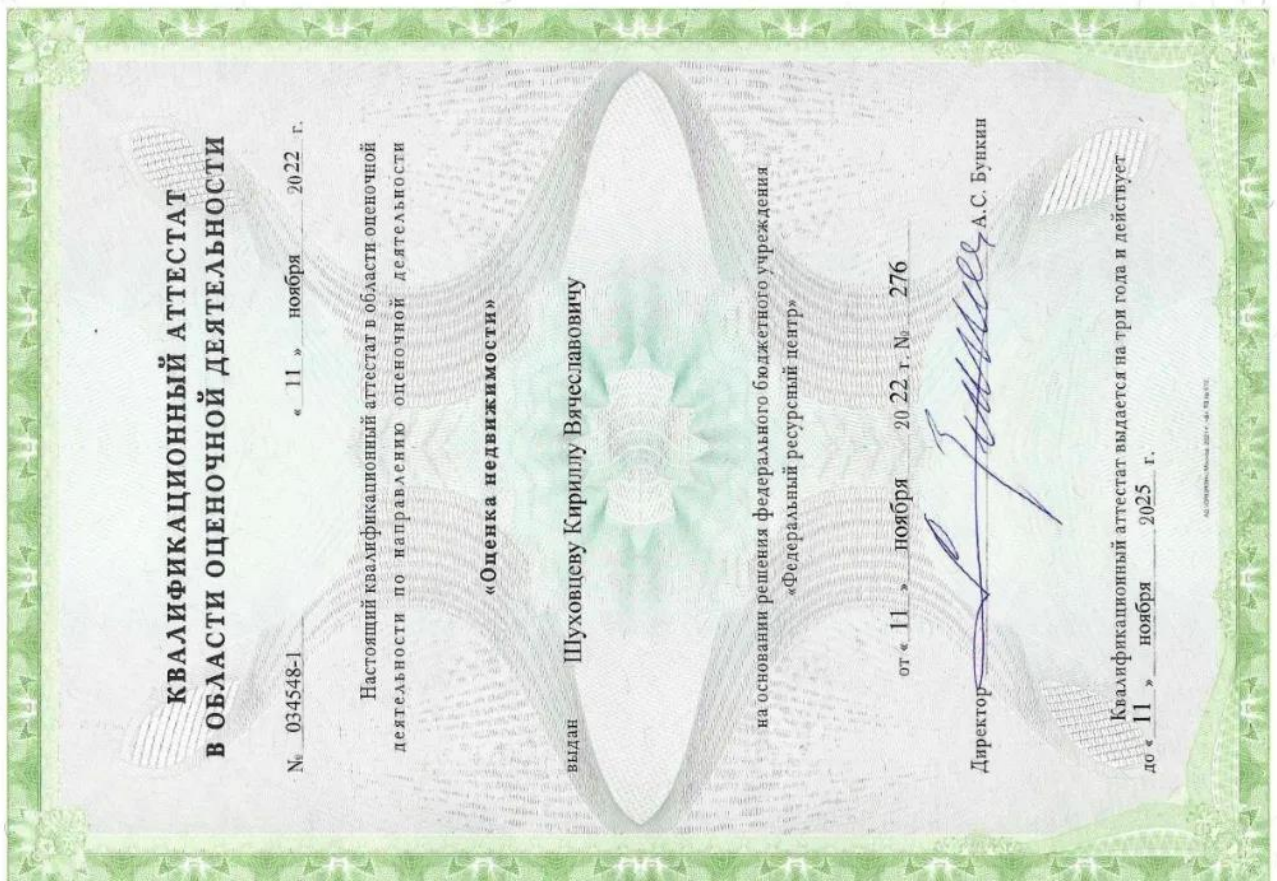 КВАЛИФИКАЦИОННЫЙ АТТЕСТАТ
В ОБЛАСТИ ОЦЕНОЧНОЙ ДЕЯТЕЛЬНОСТИ
№ 034548-1 « 11 » ноября 2022 г.
Настоящий квалификационный аттестат в области оценочной
деятельности по направлению оценочной деятельности
«Оценка недвижимости»
выдан Шуховцеву Кириллу Вячеславовичу
на основании решения федерального бюджетного учреждения
«Федеральный ресурсный центр»
от « 11 » ноября 20 22 г. № 276
Директор А.С. Бункин
Квалификационный аттестат выдается на три года и действует
до « 11 » ноября 2025 г.